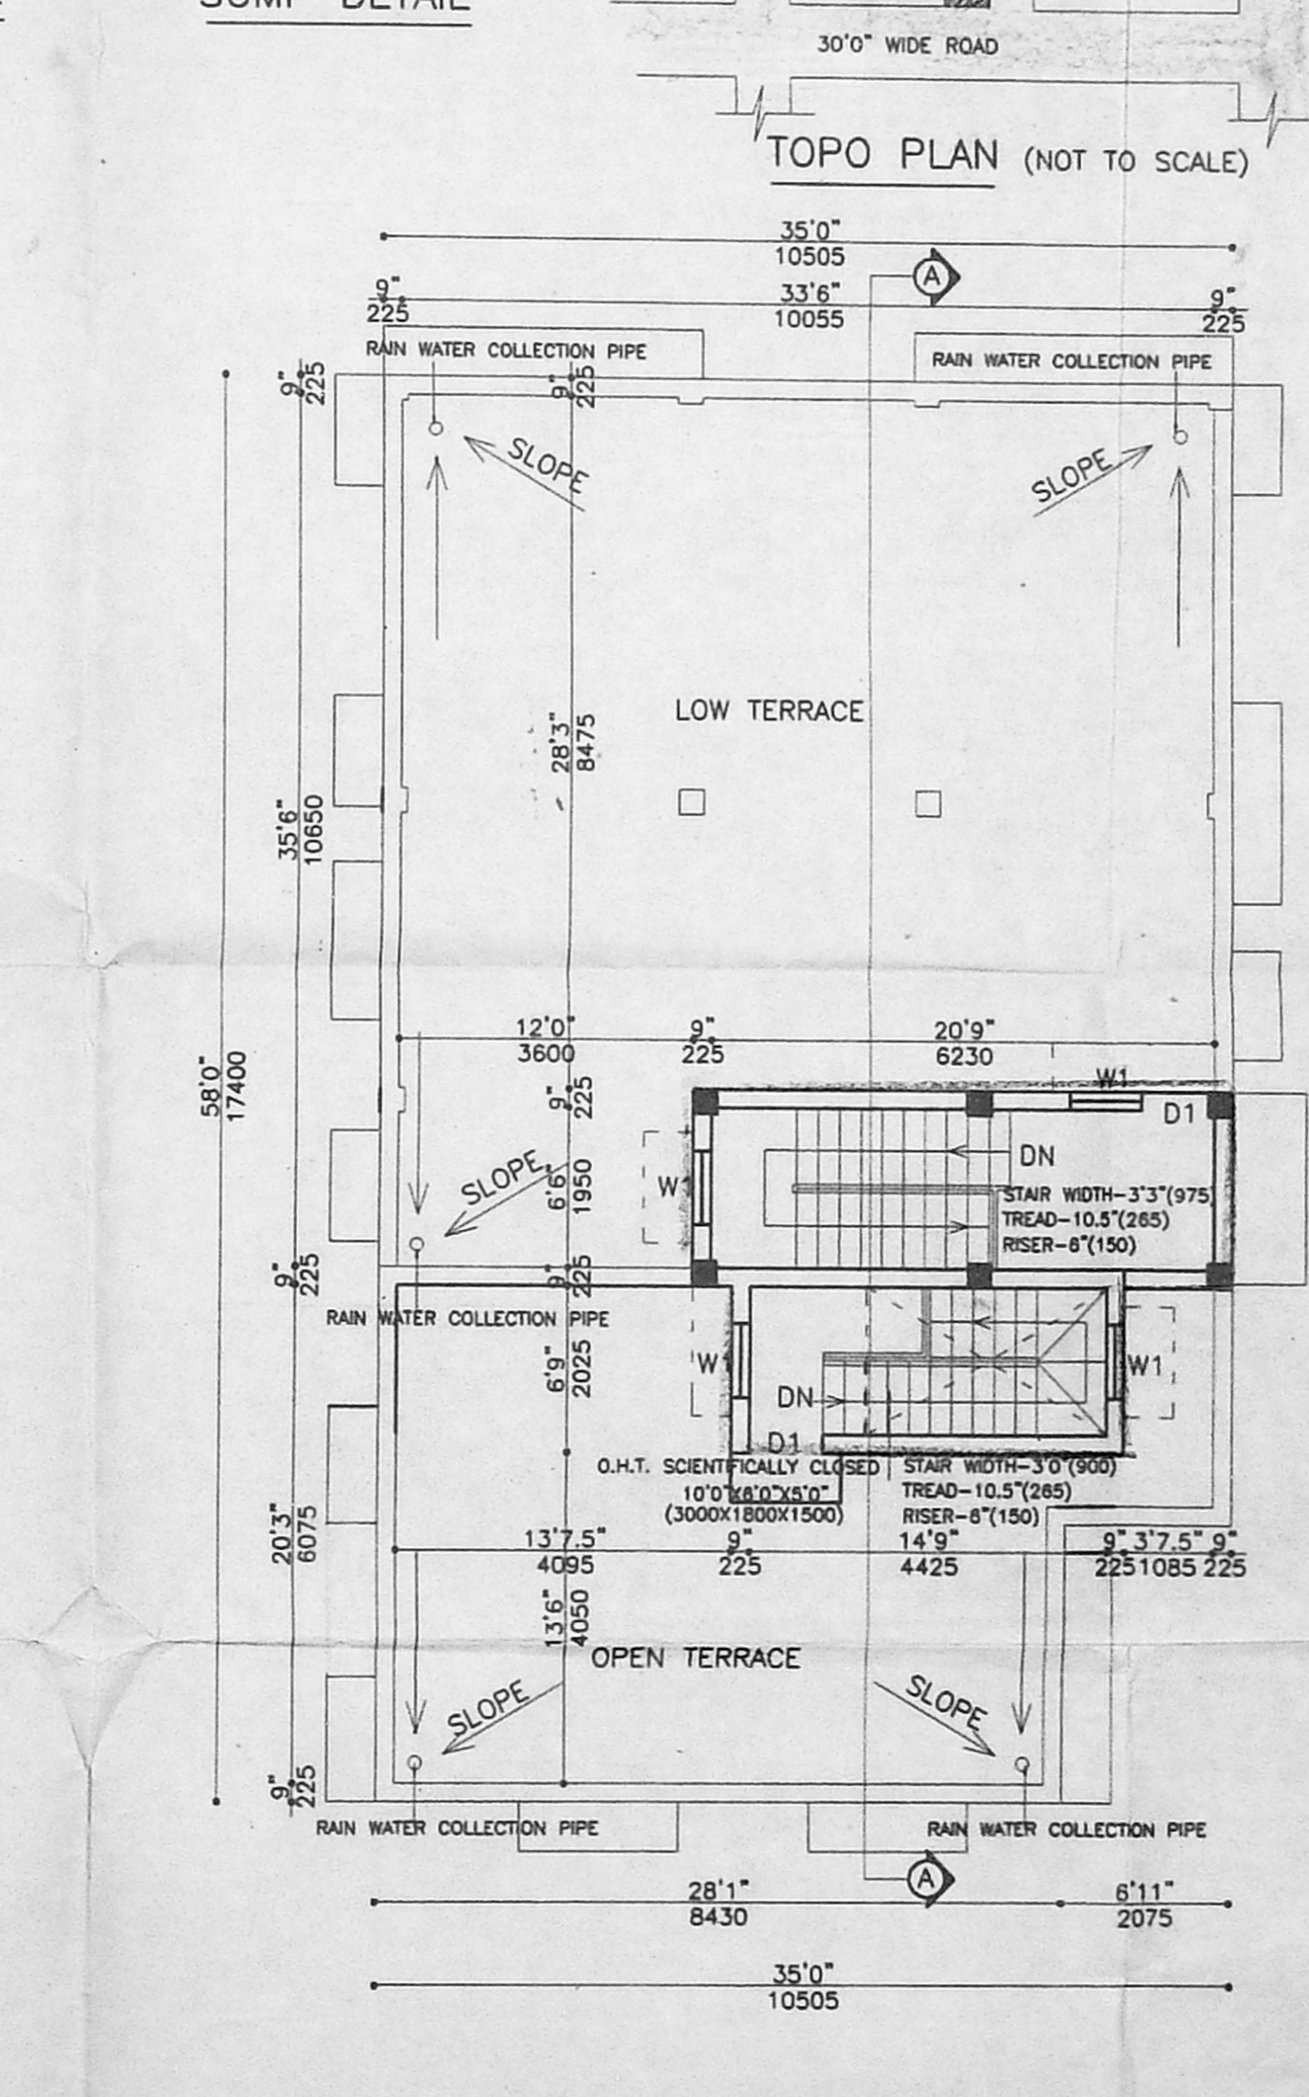 SUMP DETAIL
30'0" WIDE ROAD
TOPO PLAN (NOT TO SCALE)
35'0"
10505
A
9"
225
33'6"
10055
9"
225
RAIN WATER COLLECTION PIPE
RAIN WATER COLLECTION PIPE
9"
225
9"
225
SLOPE
SLOPE
LOW TERRACE
28'3"
8475
35'6"
10650
58'0"
17400
12'0"
3600
9"
225
20'9"
6230
9"
225
W1
D1
DN
W1
SLOPE
6'6"
1950
STAIR WIDTH-3'3"(975)
TREAD-10.5"(265)
RISER-6"(150)
9"
225
9"
225
RAIN WATER COLLECTION PIPE
6'9"
2025
W1
W1
DN
D1
O.H.T. SCIENTIFICALLY CLOSED
10'0"X6'0"X5'0"
(3000X1800X1500)
STAIR WIDTH-3'0"(900)
TREAD-10.5"(265)
RISER-6"(150)
20'3"
6075
13'7.5"
4095
9"
225
14'9"
4425
9"
225
3'7.5"
1085
9"
225
13'6"
4050
OPEN TERRACE
SLOPE
SLOPE
9"
225
RAIN WATER COLLECTION PIPE
RAIN WATER COLLECTION PIPE
A
28'1"
8430
6'11"
2075
35'0"
10505